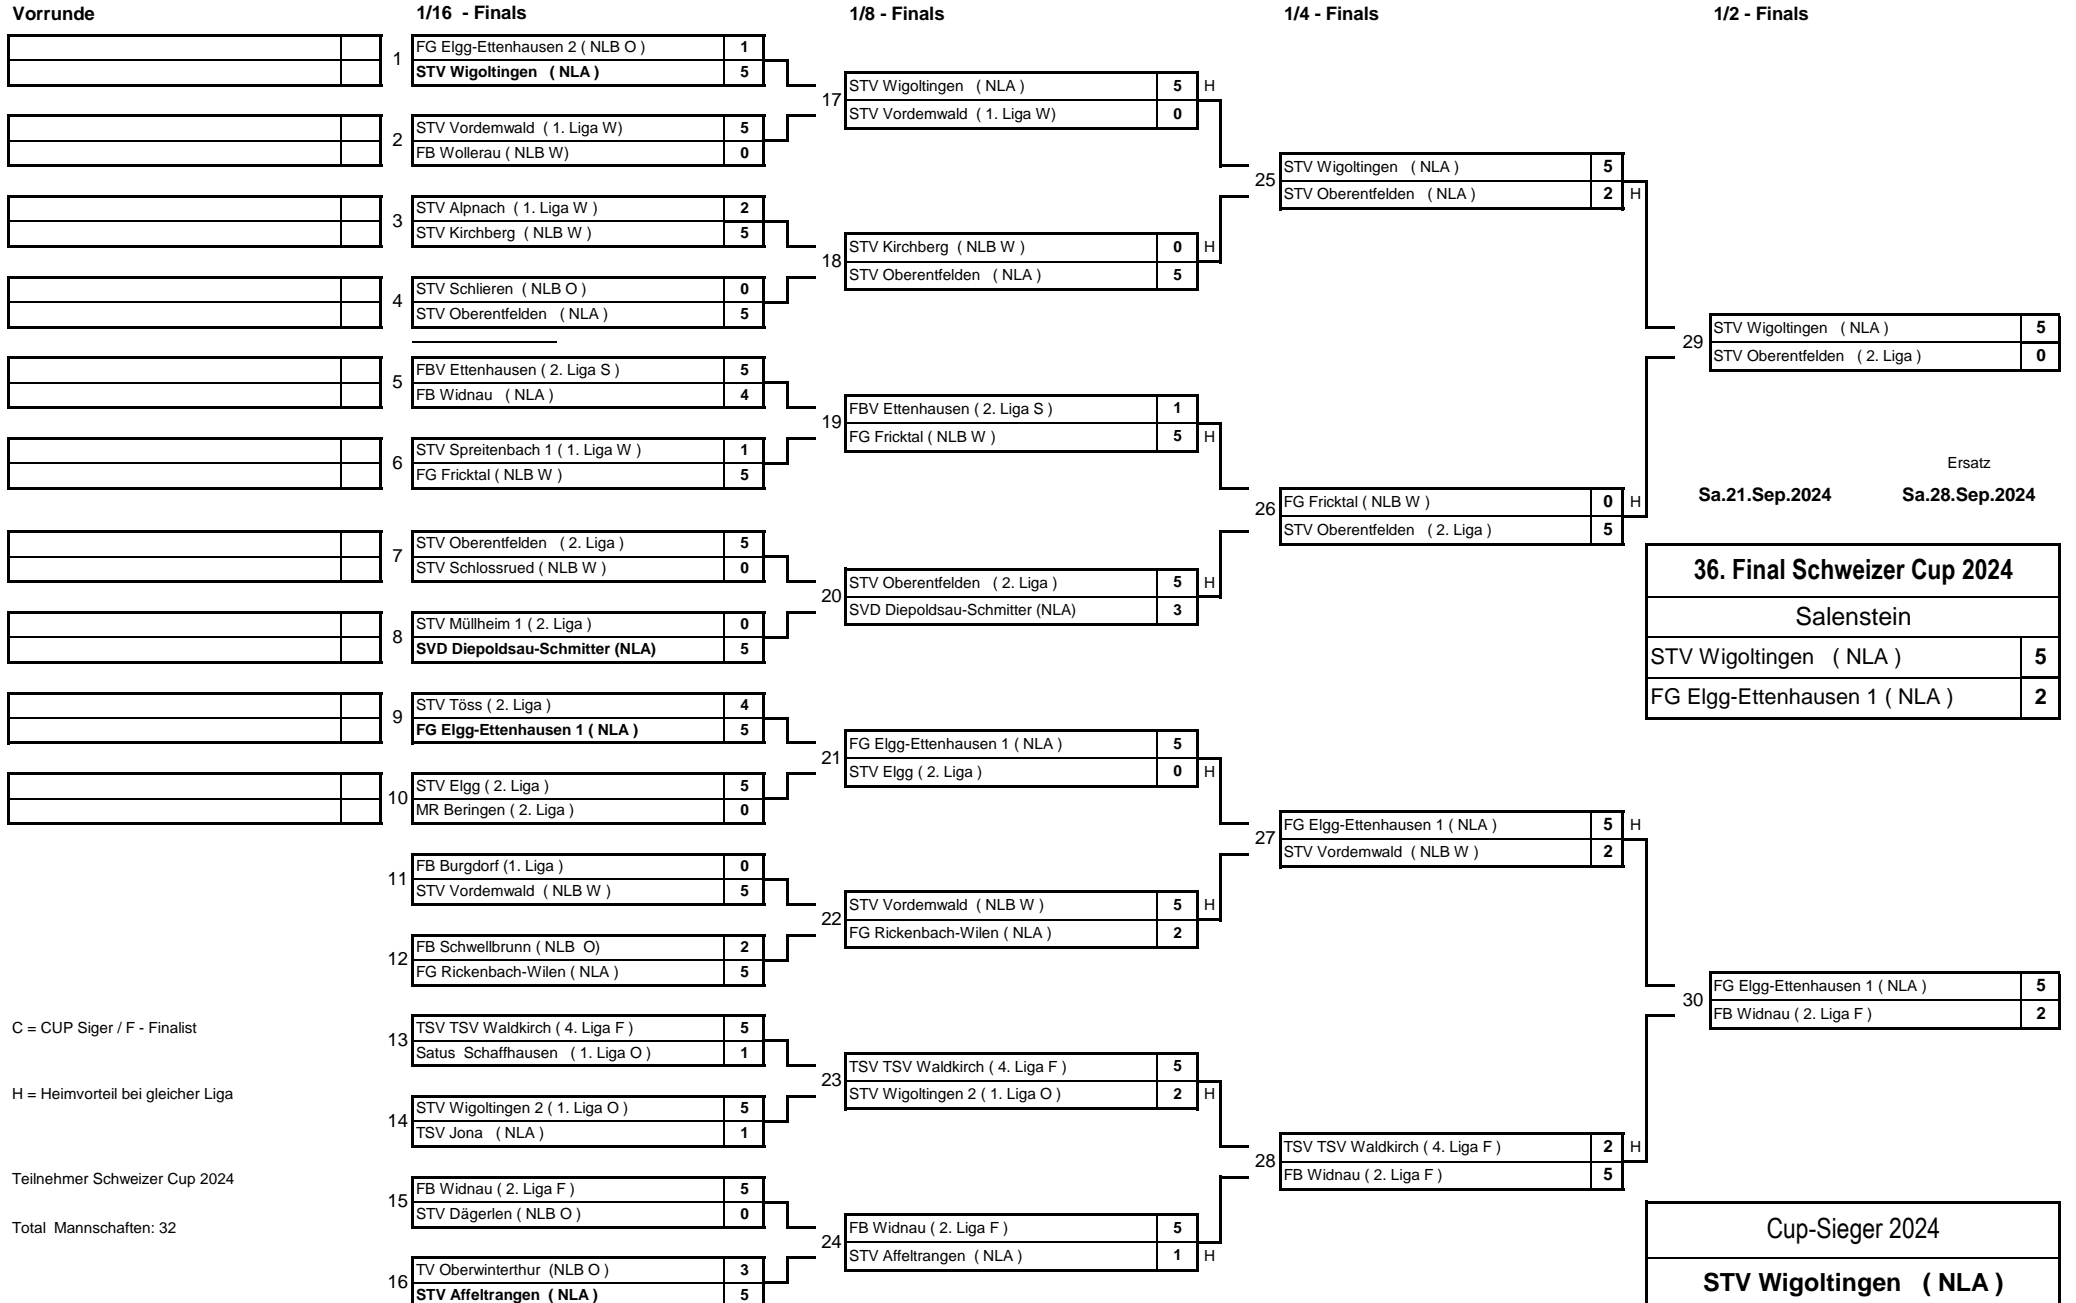 Vorrunde
1/16 - Finals
1/8 - Finals
1/4 - Finals
1/2 - Finals
1
FG Elgg-Ettenhausen 2 ( NLB O ) 1
STV Wigoltingen ( NLA ) 5
2
STV Vordemwald ( 1. Liga W) 5
FB Wollerau ( NLB W) 0
3
STV Alpnach ( 1. Liga W ) 2
STV Kirchberg ( NLB W ) 5
4
STV Schlieren ( NLB O ) 0
STV Oberentfelden ( NLA ) 5
5
FBV Ettenhausen ( 2. Liga S ) 5
FB Widnau ( NLA ) 4
6
STV Spreitenbach 1 ( 1. Liga W ) 1
FG Fricktal ( NLB W ) 5
7
STV Oberentfelden ( 2. Liga ) 5
STV Schlossrued ( NLB W ) 0
8
STV Müllheim 1 ( 2. Liga ) 0
SVD Diepoldsau-Schmitter (NLA) 5
9
STV Töss ( 2. Liga ) 4
FG Elgg-Ettenhausen 1 ( NLA ) 5
10
STV Elgg ( 2. Liga ) 5
MR Beringen ( 2. Liga ) 0
11
FB Burgdorf (1. Liga ) 0
STV Vordemwald ( NLB W ) 5
12
FB Schwellbrunn ( NLB O) 2
FG Rickenbach-Wilen ( NLA ) 5
13
TSV TSV Waldkirch ( 4. Liga F ) 5
Satus Schaffhausen ( 1. Liga O ) 1
14
STV Wigoltingen 2 ( 1. Liga O ) 5
TSV Jona ( NLA ) 1
15
FB Widnau ( 2. Liga F ) 5
STV Dägerlen ( NLB O ) 0
16
TV Oberwinterthur (NLB O ) 3
STV Affeltrangen ( NLA ) 5
17
STV Wigoltingen ( NLA ) 5 H
STV Vordemwald ( 1. Liga W) 0
18
STV Kirchberg ( NLB W ) 0 H
STV Oberentfelden ( NLA ) 5
19
FBV Ettenhausen ( 2. Liga S ) 1
FG Fricktal ( NLB W ) 5 H
20
STV Oberentfelden ( 2. Liga ) 5 H
SVD Diepoldsau-Schmitter (NLA) 3
21
FG Elgg-Ettenhausen 1 ( NLA ) 5
STV Elgg ( 2. Liga ) 0 H
22
STV Vordemwald ( NLB W ) 5 H
FG Rickenbach-Wilen ( NLA ) 2
23
TSV TSV Waldkirch ( 4. Liga F ) 5
STV Wigoltingen 2 ( 1. Liga O ) 2 H
24
FB Widnau ( 2. Liga F ) 5
STV Affeltrangen ( NLA ) 1 H
25
STV Wigoltingen ( NLA ) 5
STV Oberentfelden ( NLA ) 2 H
26
FG Fricktal ( NLB W ) 0 H
STV Oberentfelden ( 2. Liga ) 5
27
FG Elgg-Ettenhausen 1 ( NLA ) 5 H
STV Vordemwald ( NLB W ) 2
28
TSV TSV Waldkirch ( 4. Liga F ) 2 H
FB Widnau ( 2. Liga F ) 5
29
STV Wigoltingen ( NLA ) 5
STV Oberentfelden ( 2. Liga ) 0
Ersatz
Sa.21.Sep.2024 Sa.28.Sep.2024
36. Final Schweizer Cup 2024
Salenstein
STV Wigoltingen ( NLA ) 5
FG Elgg-Ettenhausen 1 ( NLA ) 2
30
FG Elgg-Ettenhausen 1 ( NLA ) 5
FB Widnau ( 2. Liga F ) 2
C = CUP Siger / F - Finalist
H = Heimvorteil bei gleicher Liga
Teilnehmer Schweizer Cup 2024
Total Mannschaften: 32
Cup-Sieger 2024
STV Wigoltingen ( NLA )